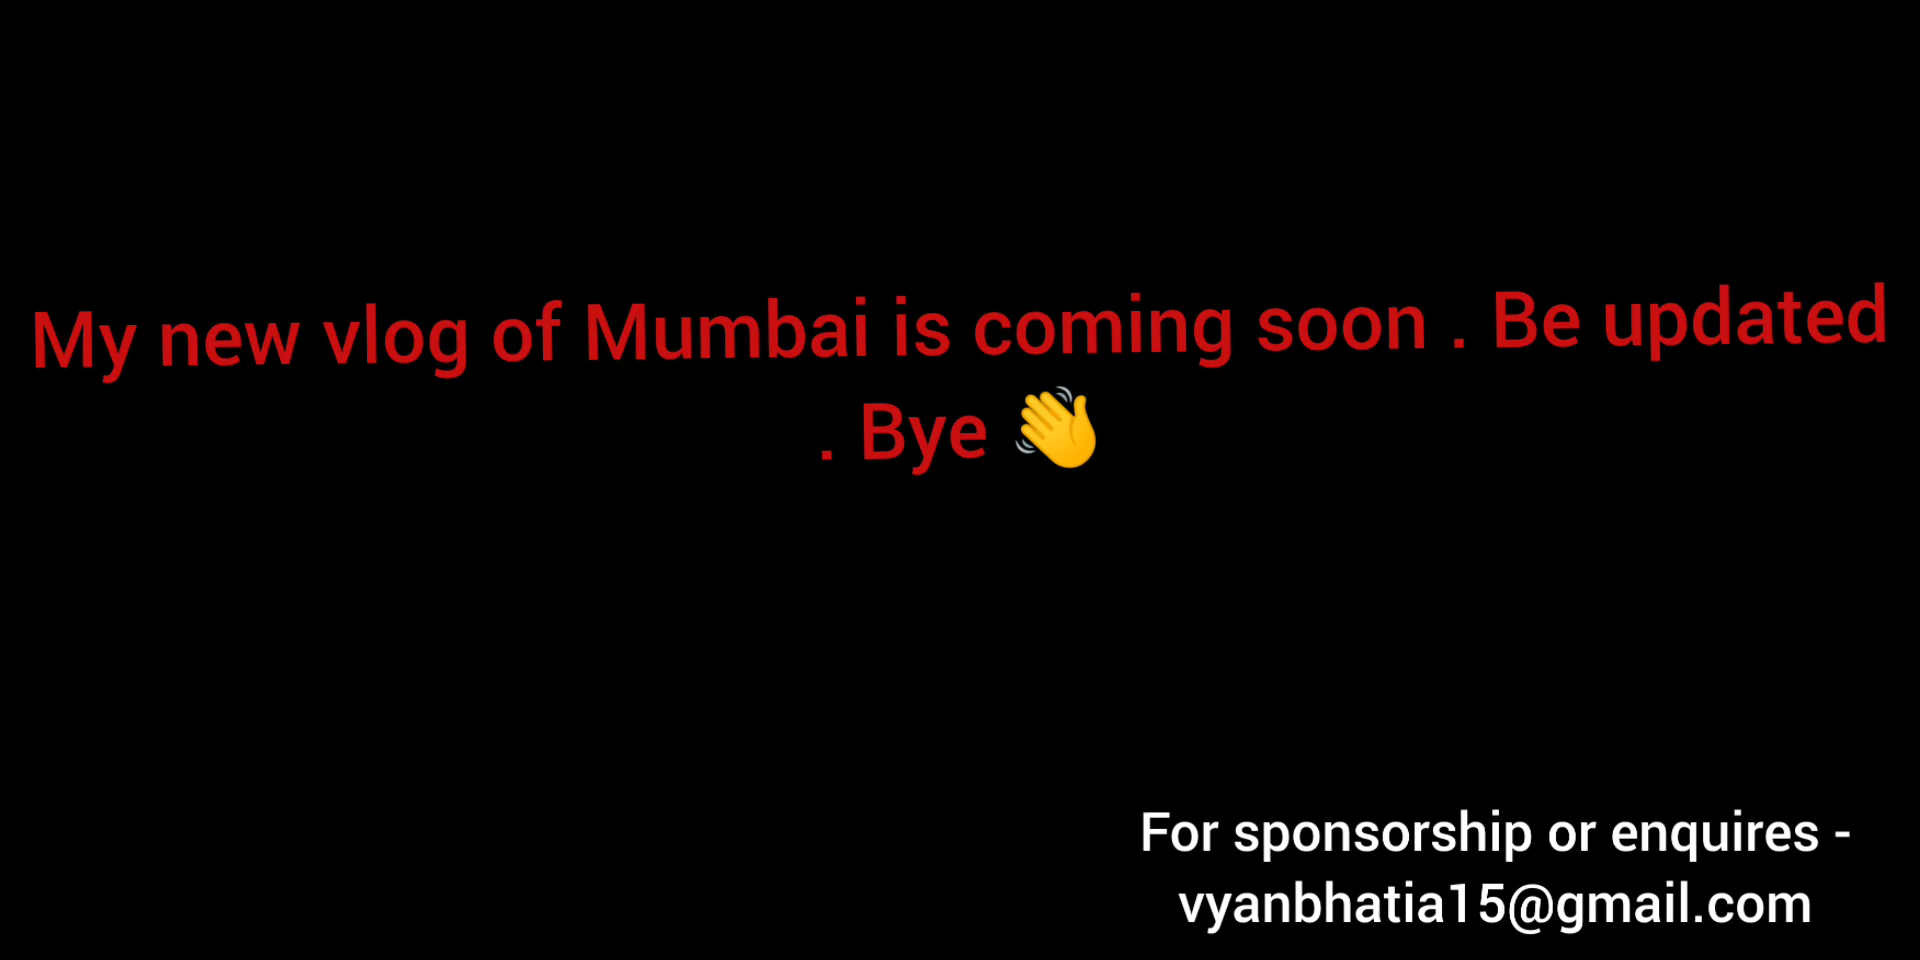 My new vlog of Mumbai is coming soon . Be updated
. Bye 👋
For sponsorship or enquires -
vyanbhatia15@gmail.com